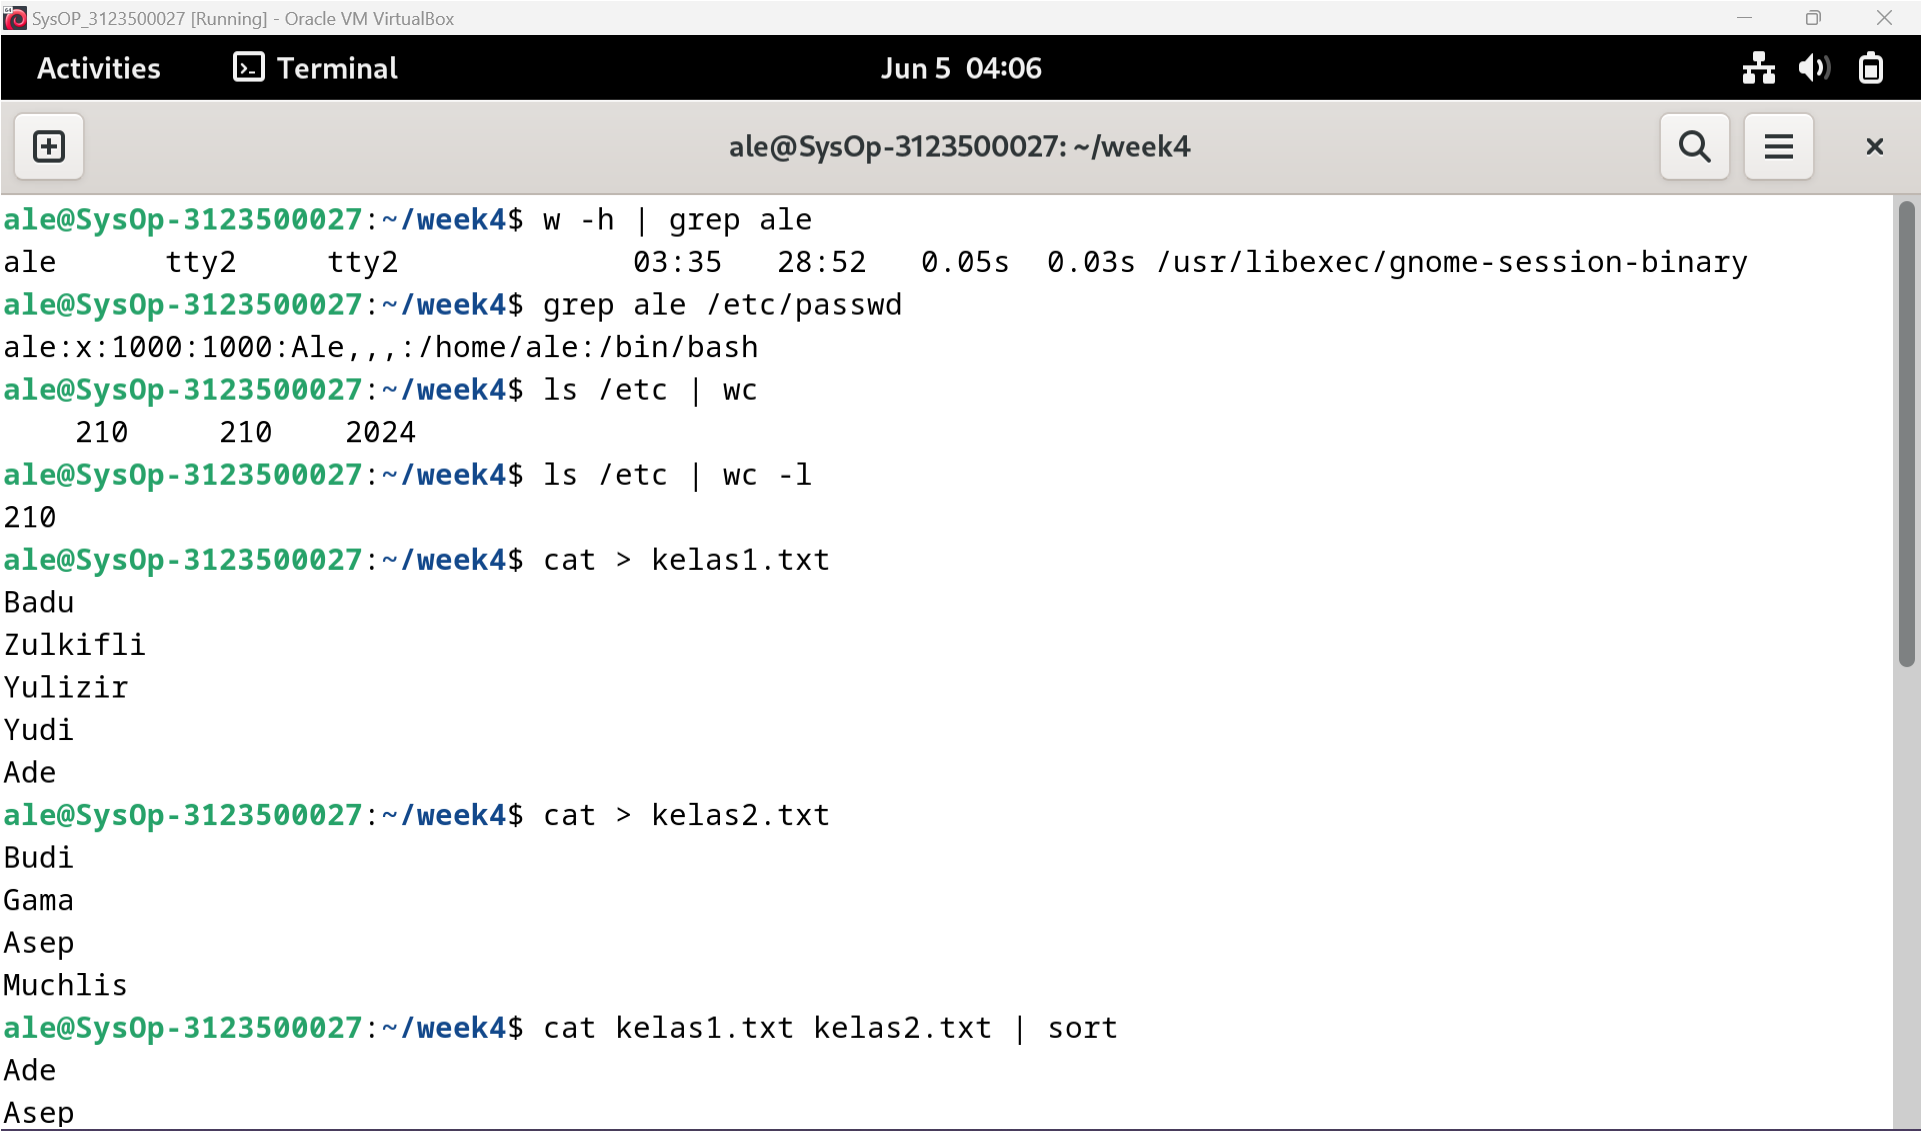 SysOP_3123500027 [Running] - Oracle VM VirtualBox
Activities Terminal Jun 5 04:06
ale@SysOp-3123500027: ~/week4
ale@SysOp-3123500027:~/week4$ w -h | grep ale
ale      tty2     tty2             03:35   28:52   0.05s  0.03s /usr/libexec/gnome-session-binary
ale@SysOp-3123500027:~/week4$ grep ale /etc/passwd
ale:x:1000:1000:Ale,,,:/home/ale:/bin/bash
ale@SysOp-3123500027:~/week4$ ls /etc | wc
    210     210    2024
ale@SysOp-3123500027:~/week4$ ls /etc | wc -l
210
ale@SysOp-3123500027:~/week4$ cat > kelas1.txt
Badu
Zulkifli
Yulizir
Yudi
Ade
ale@SysOp-3123500027:~/week4$ cat > kelas2.txt
Budi
Gama
Asep
Muchlis
ale@SysOp-3123500027:~/week4$ cat kelas1.txt kelas2.txt | sort
Ade
Asep